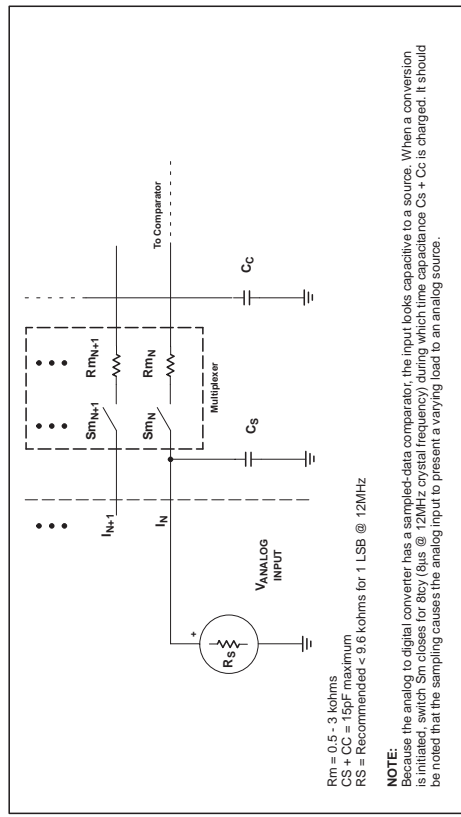 SmN+1
RmN+1
IN+1
SmN
RmN
IN
To Comparator
Multiplexer
+
RS
VANALOG
INPUT
CS
CC
Rm = 0.5 - 3 kohms
CS + CC = 15pF maximum
RS = Recommended < 9.6 kohms for 1 LSB @ 12MHz
NOTE:
Because the analog to digital converter has a sampled-data comparator, the input looks capacitive to a source. When a conversion
is initiated, switch Sm closes for 8tcy (8µs @ 12MHz crystal frequency) during which time capacitance Cs + Cc is charged. It should
be noted that the sampling causes the analog input to present a varying load to an analog source.